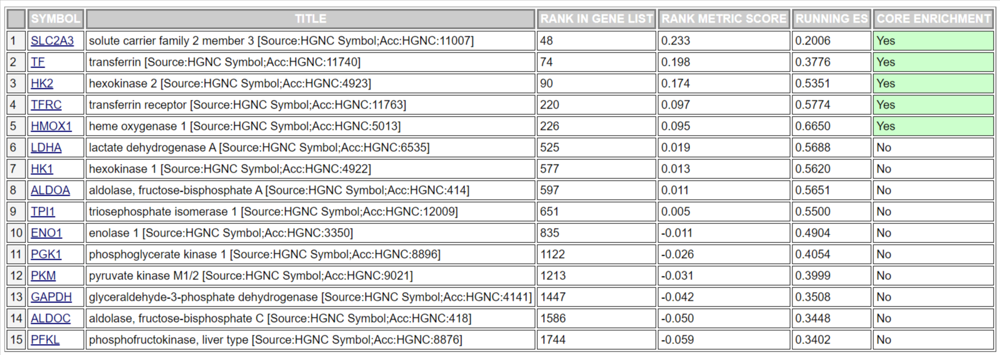 SYMBOL TITLE RANK IN GENE LIST RANK METRIC SCORE RUNNING ES CORE ENRICHMENT
1 SLC2A3 solute carrier family 2 member 3 [Source:HGNC Symbol;Acc:HGNC:11007] 48 0.233 0.2006 Yes
2 TF transferrin [Source:HGNC Symbol;Acc:HGNC:11740] 74 0.198 0.3776 Yes
3 HK2 hexokinase 2 [Source:HGNC Symbol;Acc:HGNC:4923] 90 0.174 0.5351 Yes
4 TFRC transferrin receptor [Source:HGNC Symbol;Acc:HGNC:11763] 220 0.097 0.5774 Yes
5 HMOX1 heme oxygenase 1 [Source:HGNC Symbol;Acc:HGNC:5013] 226 0.095 0.6650 Yes
6 LDHA lactate dehydrogenase A [Source:HGNC Symbol;Acc:HGNC:6535] 525 0.019 0.5688 No
7 HK1 hexokinase 1 [Source:HGNC Symbol;Acc:HGNC:4922] 577 0.013 0.5620 No
8 ALDOA aldolase, fructose-bisphosphate A [Source:HGNC Symbol;Acc:HGNC:414] 597 0.011 0.5651 No
9 TPI1 triosephosphate isomerase 1 [Source:HGNC Symbol;Acc:HGNC:12009] 651 0.005 0.5500 No
10 ENO1 enolase 1 [Source:HGNC Symbol;Acc:HGNC:3350] 835 -0.011 0.4904 No
11 PGK1 phosphoglycerate kinase 1 [Source:HGNC Symbol;Acc:HGNC:8896] 1122 -0.026 0.4054 No
12 PKM pyruvate kinase M1/2 [Source:HGNC Symbol;Acc:HGNC:9021] 1213 -0.031 0.3999 No
13 GAPDH glyceraldehyde-3-phosphate dehydrogenase [Source:HGNC Symbol;Acc:HGNC:4141] 1447 -0.042 0.3508 No
14 ALDOC aldolase, fructose-bisphosphate C [Source:HGNC Symbol;Acc:HGNC:418] 1586 -0.050 0.3448 No
15 PFKL phosphofructokinase, liver type [Source:HGNC Symbol;Acc:HGNC:8876] 1744 -0.059 0.3402 No